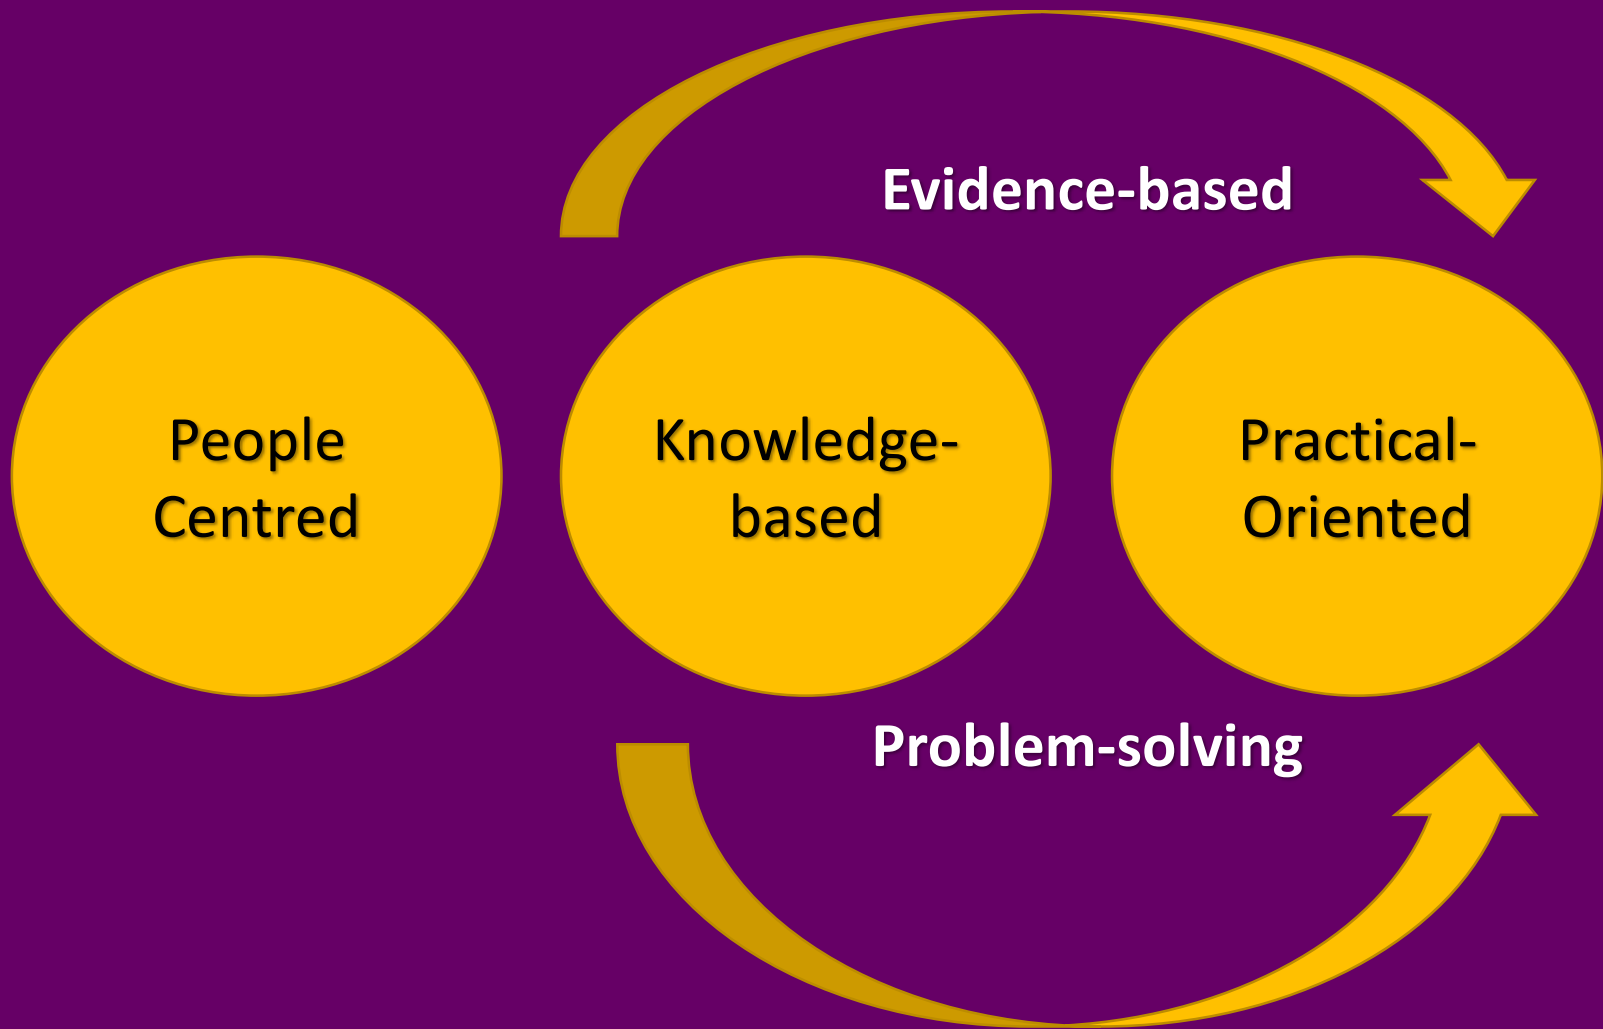 Evidence-based
People
Centred
Knowledge-
based
Practical-
Oriented
Problem-solving